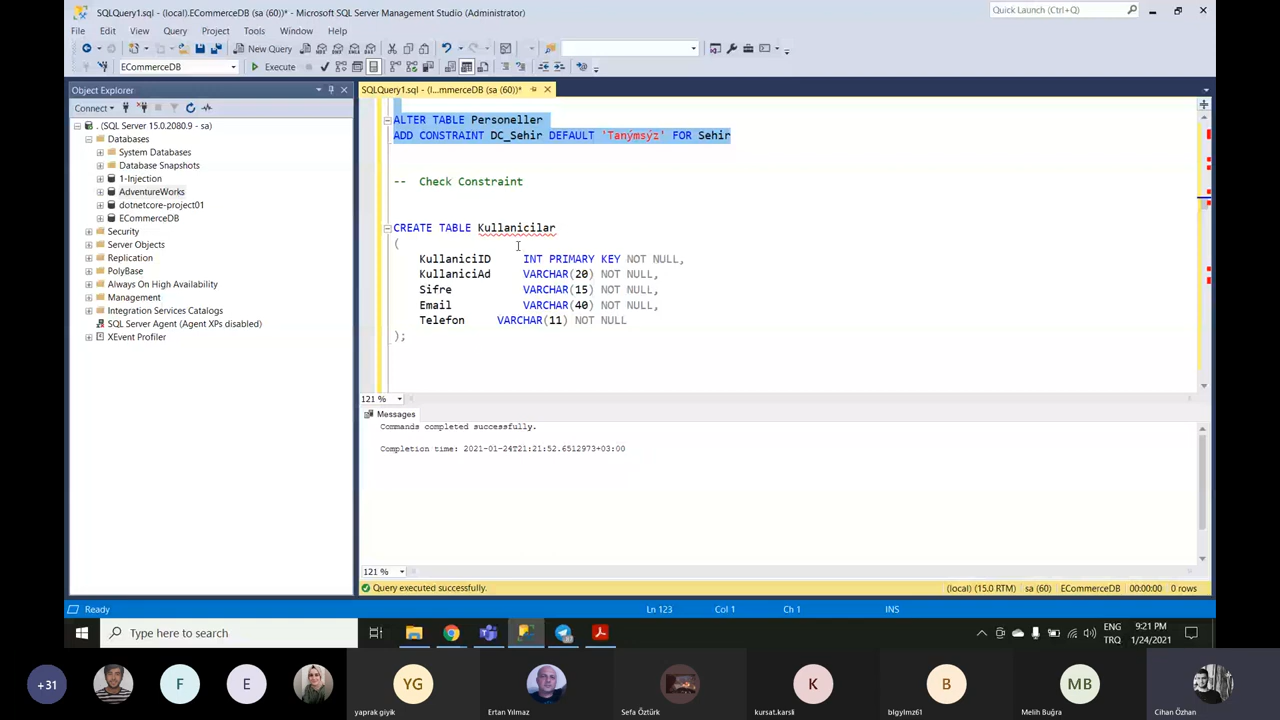 SQLQuery1.sql - (local).ECommerceDB (sa (60))* - Microsoft SQL Server Management Studio (Administrator)
Quick Launch (Ctrl+Q)
File Edit View Query Project Tools Window Help
New Query
ECommerceDB Execute
Object Explorer
SQLQuery1.sql - (l...mmerceDB (sa (60))*
Connect
. (SQL Server 15.0.2080.9 - sa)
Databases
System Databases
Database Snapshots
1-Injection
AdventureWorks
dotnetcore-project01
ECommerceDB
Security
Server Objects
Replication
PolyBase
Always On High Availability
Management
Integration Services Catalogs
SQL Server Agent (Agent XPs disabled)
XEvent Profiler
ALTER TABLE Personeller
ADD CONSTRAINT DC_Sehir DEFAULT 'Tanýmsýz' FOR Sehir
-- Check Constraint
CREATE TABLE Kullanicilar
(
KullaniciID INT PRIMARY KEY NOT NULL,
KullaniciAd VARCHAR(20) NOT NULL,
Sifre VARCHAR(15) NOT NULL,
Email VARCHAR(40) NOT NULL,
Telefon VARCHAR(11) NOT NULL
);
121 %
Messages
Commands completed successfully.
Completion time: 2021-01-24T21:21:52.6512973+03:00
121 %
Query executed successfully. (local) (15.0 RTM) sa (60) ECommerceDB 00:00:00 0 rows
Ready Ln 123 Col 1 Ch 1 INS
Type here to search
ENG
TRQ
9:21 PM
1/24/2021
+31 F E YG K B MB
yaprak giyik Ertan Yılmaz Sefa Öztürk kursat.karsli blgylmz61 Melih Buğra Cihan Özhan